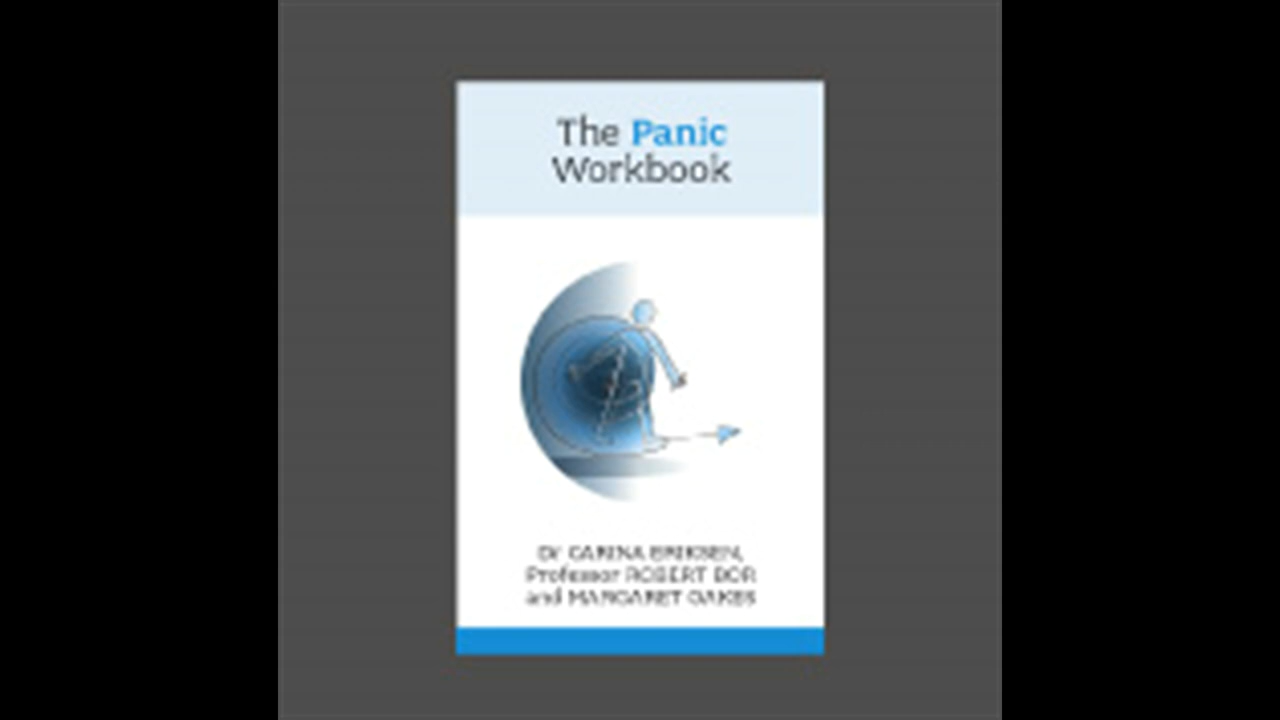 The Panic
Workbook
Dr CARINA ERIKSEN,
Professor ROBERT BOR
and MARGARET OAKES